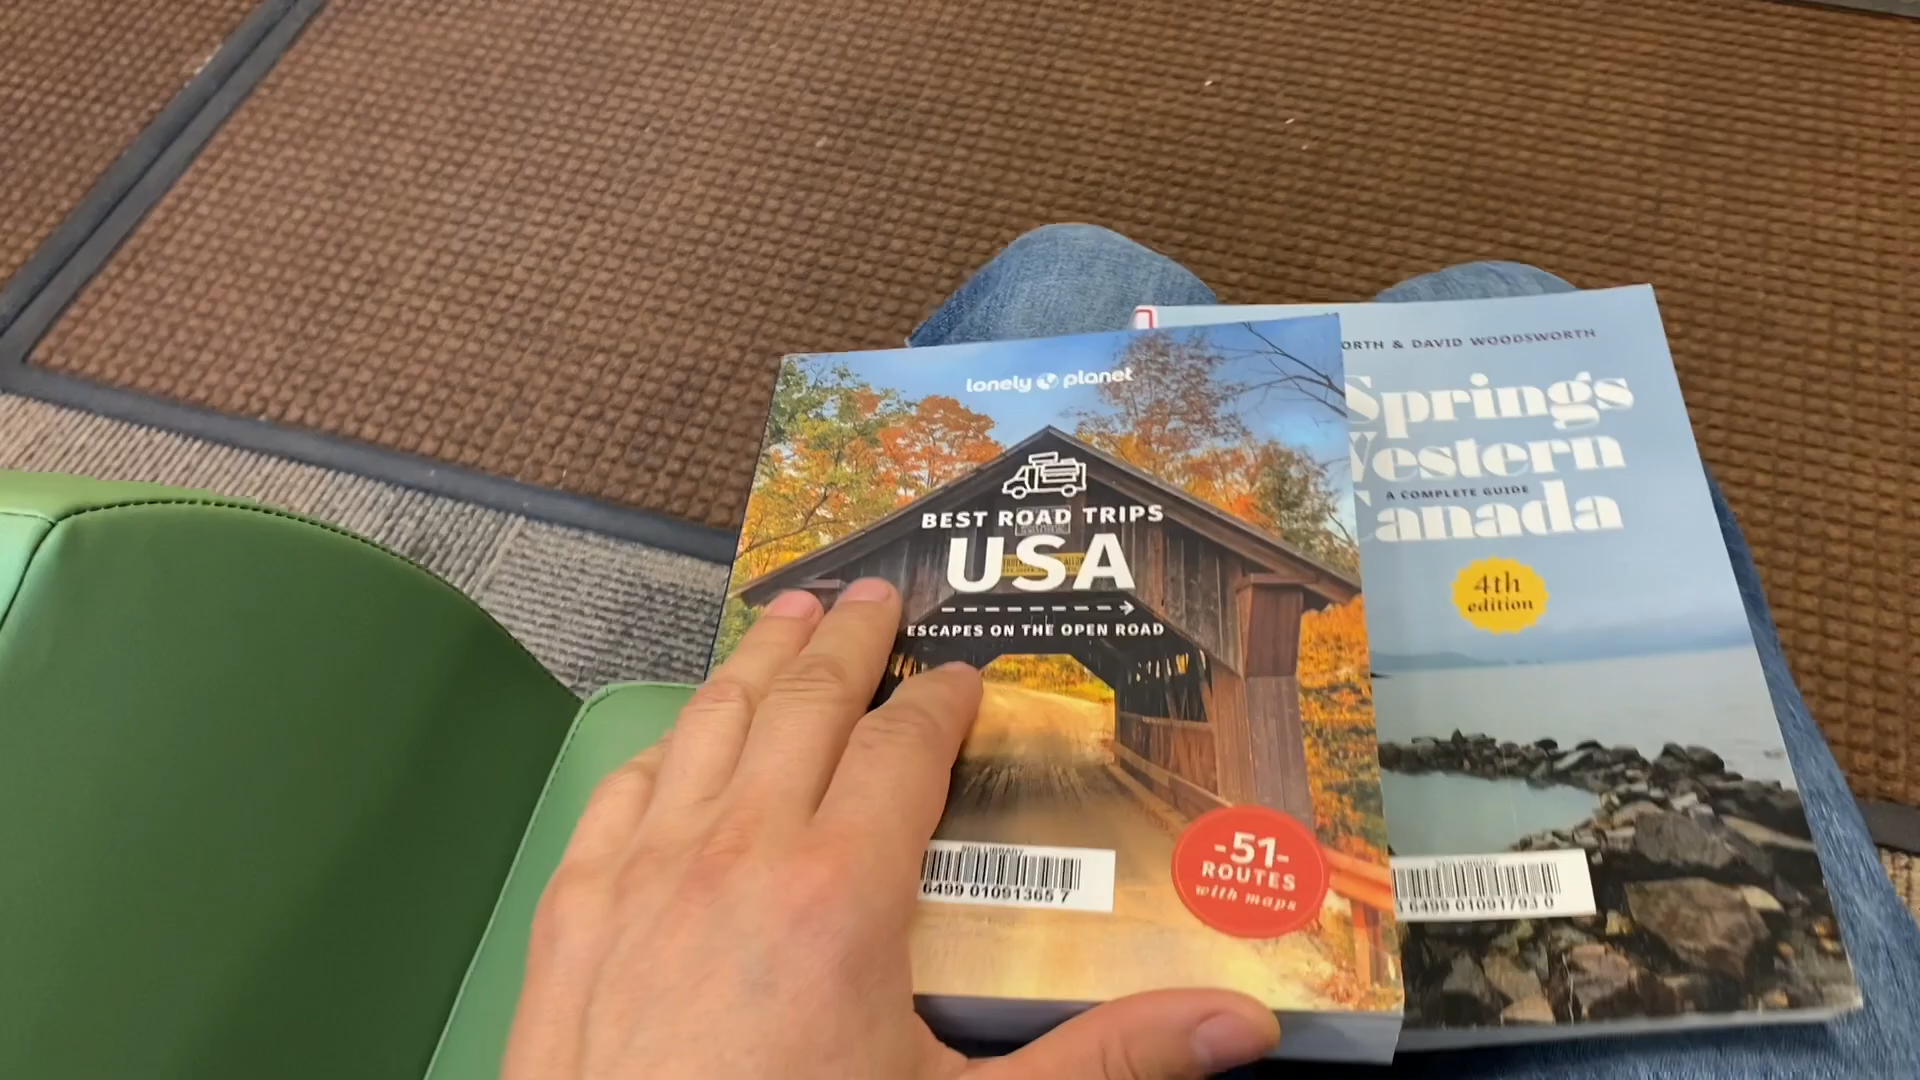 lonely planet
BEST ROAD TRIPS
USA
ESCAPES ON THE OPEN ROAD
-51-
ROUTES
with maps
6499 01091365 7
& DAVID WOODSWORTH
Springs
Western
A COMPLETE GUIDE
Canada
4th
edition
6499 01091793 0